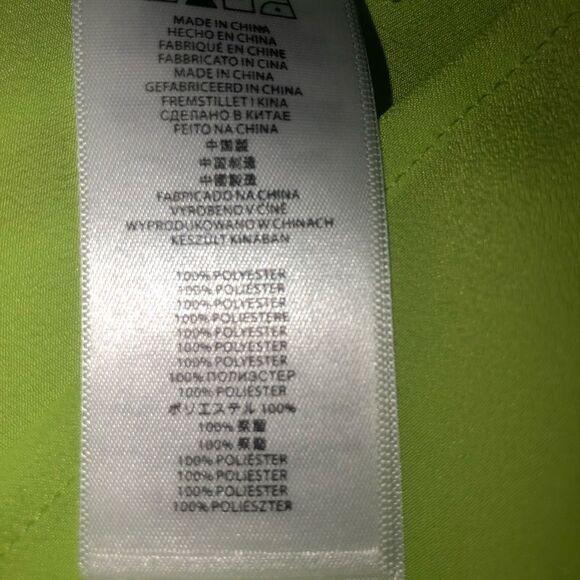 MADE IN CHINA
HECHO EN CHINA
FABRIQUÉ EN CHINE
FABBRICATO IN CINA
MADE IN CHINA
GEFABRICEERD IN CHINA
FREMSTILLET I KINA
СДЕЛАНО В КИТАЕ
FEITO NA CHINA
中国製
中国制造
中國製造
FABRICADO NA CHINA
VYROBENO V ČÍNĚ
WYPRODUKOWANO W CHINACH
KESZÜLT KINABAN
100% POLYESTER
100% POLIÉSTER
100% POLYESTER
100% POLIESTERE
100% POLYESTER
100% POLYESTER
100% POLYESTER
100% ПОЛИЭСТЕР
100% POLIÉSTER
ポリエステル 100%
100% 聚酯
100% 聚酯
100% POLIÉSTER
100% POLYESTER
100% POLIESTER
100% POLIÉSZTER